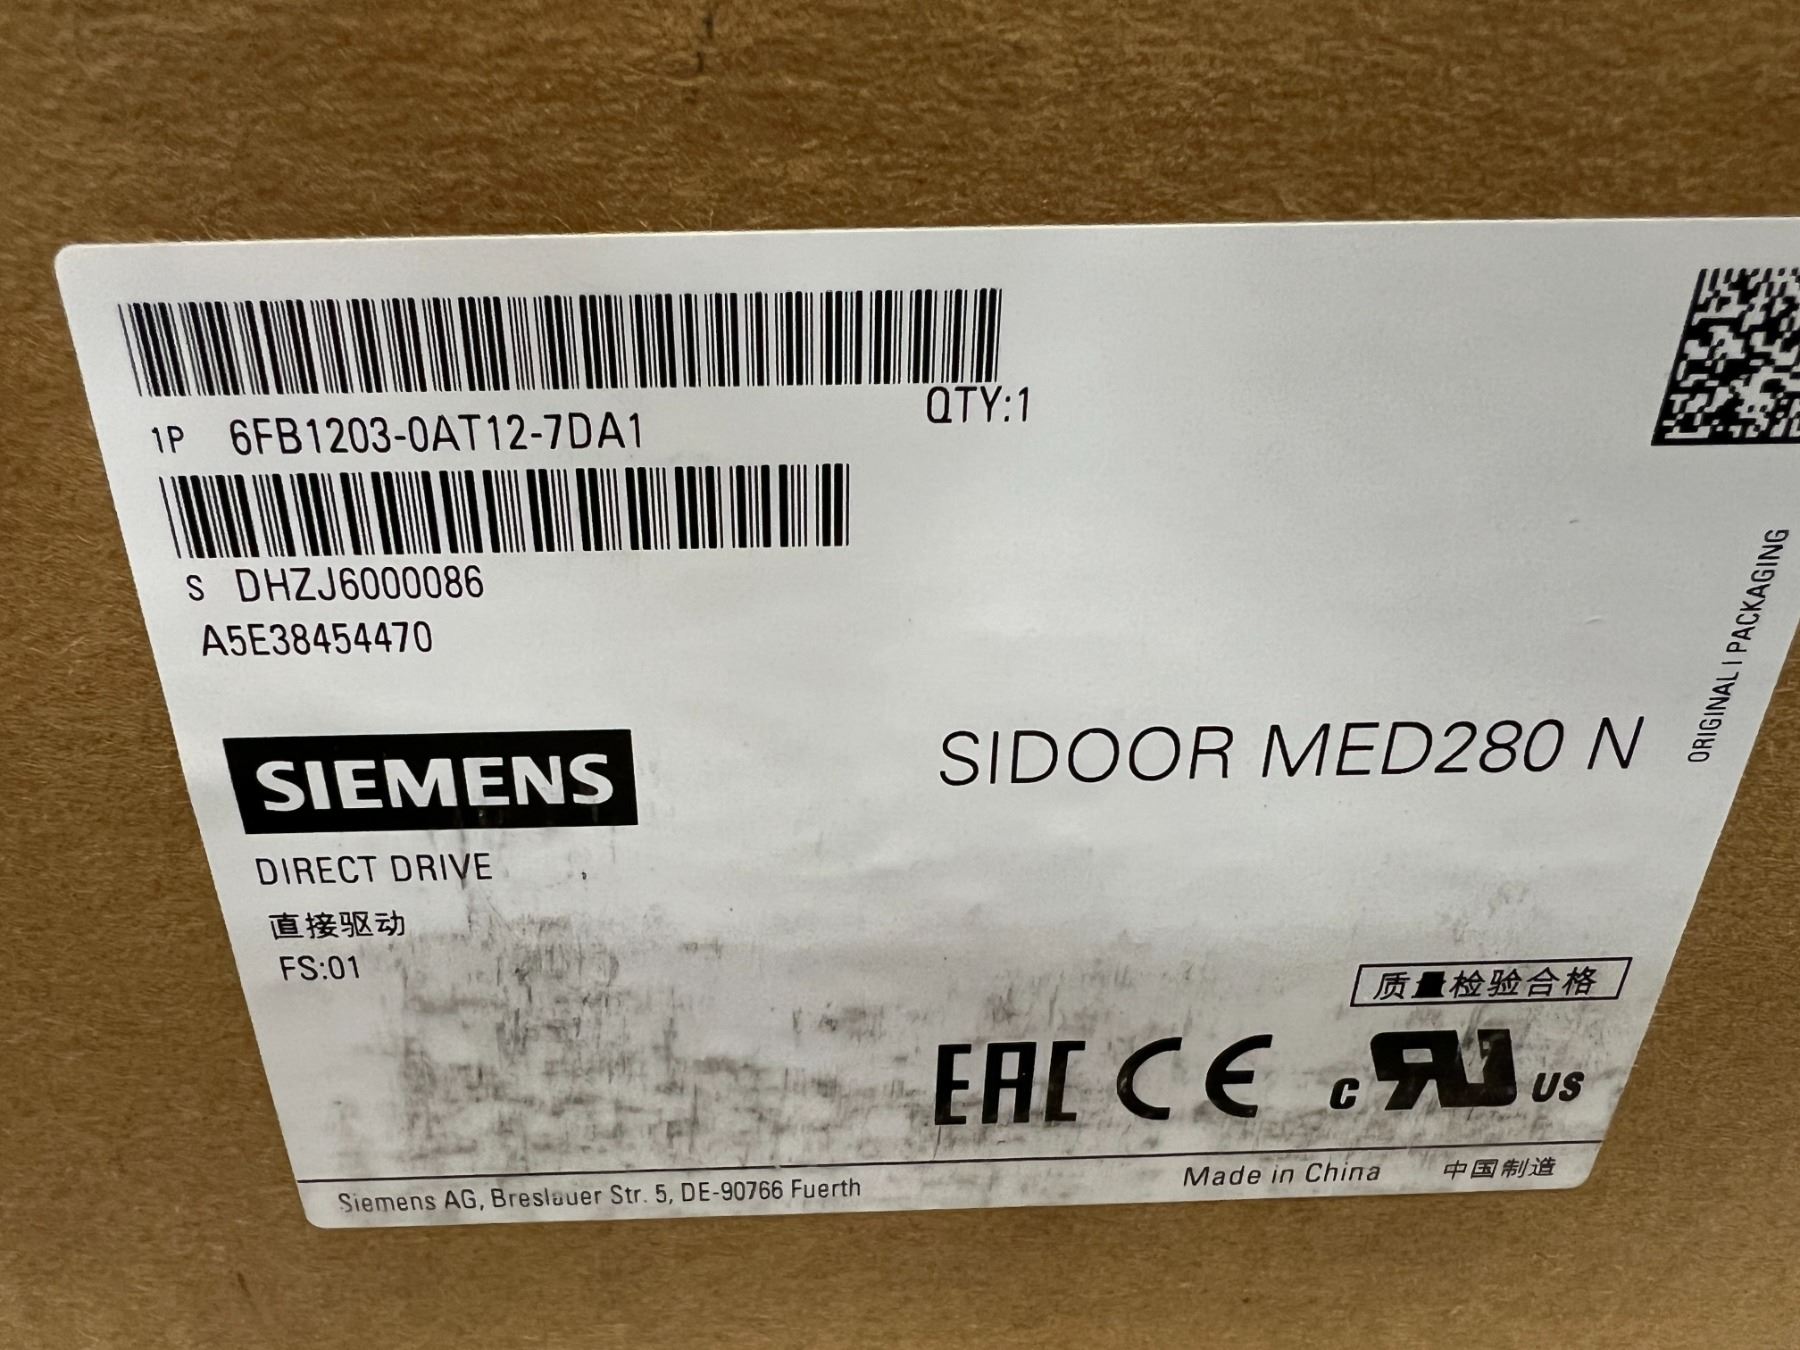 QTY:1
1P 6FB1203-0AT12-7DA1
S DHZJ6000086
A5E38454470
ORIGINAL | PACKAGING
SIEMENS
SIDOOR MED280 N
DIRECT DRIVE
直接驱动
FS:01
质量检验合格
EAC CE c RU US
Siemens AG, Breslauer Str. 5, DE-90766 Fuerth
Made in China 中国制造